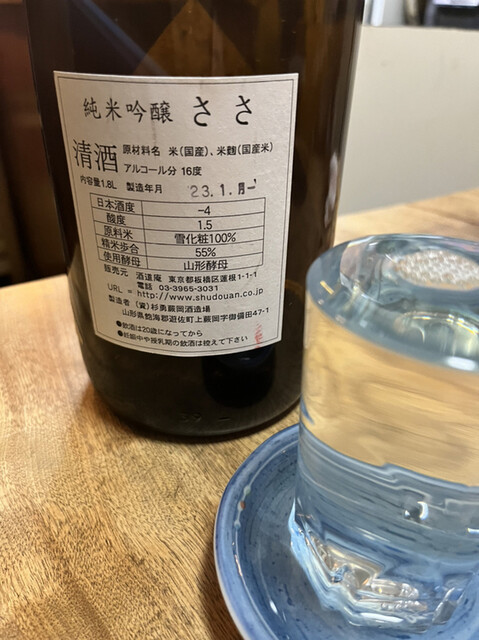 純米吟醸 ささ
清酒 原材料名 米(国産)、米麹(国産米)
アルコール分 16度
内容量1.8L 製造年月 23.1.
日本酒度 -4
酸度 1.5
原料米 雪化粧100%
精米歩合 55%
使用酵母 山形酵母
販売元 酒道庵 東京都板橋区蓮根1-1-1
電話 03-3965-3031
URL = http://www.shudouan.co.jp
製造者 (資)杉勇蕨岡酒造場
山形県飽海郡遊佐町上蕨岡字御備田47-1
●飲酒は20歳になってから
●妊娠中や授乳期の飲酒は控えて下さい